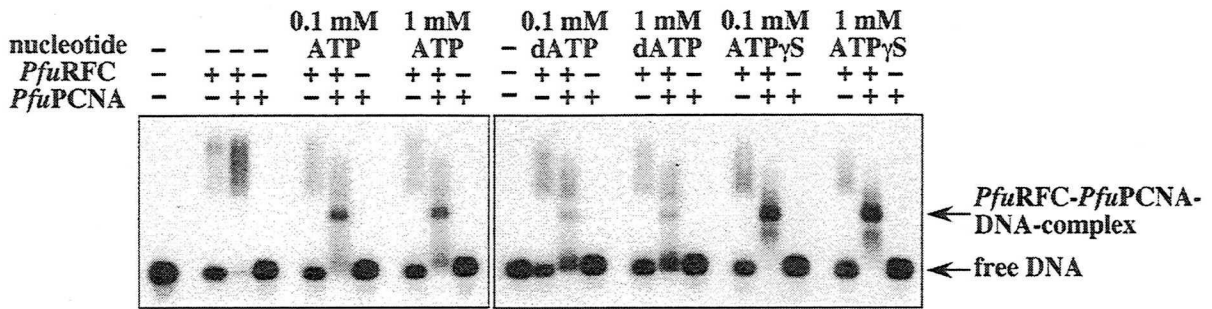 0.1 mM 1 mM 0.1 mM 1 mM 0.1 mM 1 mM
nucleotide – – – – ATP ATP – dATP dATP ATPγS ATPγS
PfuRFC – + + – + + – + + – – + + – + + – + + – + + –
PfuPCNA – – + + – + + – + + – – + + – + + – + + – + +
PfuRFC-PfuPCNA-
DNA-complex
free DNA